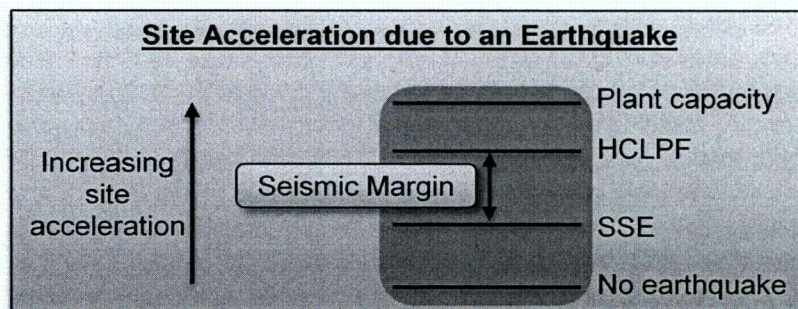 Site Acceleration due to an Earthquake
Plant capacity
HCLPF
Increasing
site
acceleration
Seismic Margin
SSE
No earthquake